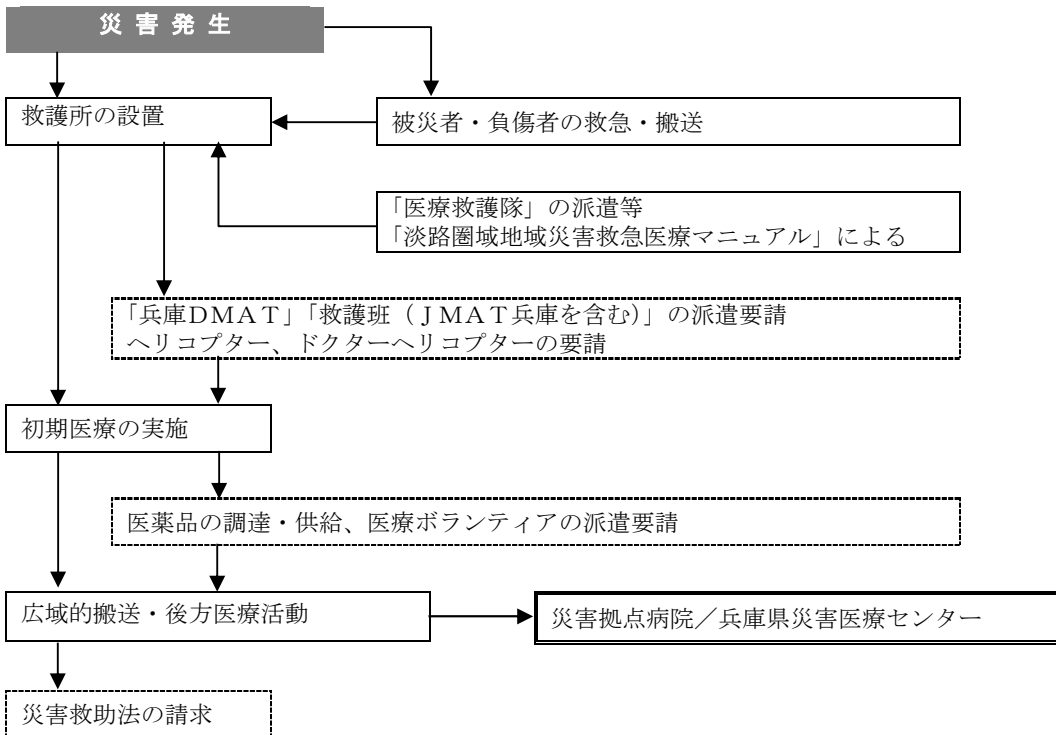 災 害 発 生
救護所の設置
被災者・負傷者の救急・搬送
「医療救護隊」の派遣等
「淡路圏域地域災害救急医療マニュアル」による
「兵庫DMAT」「救護班（JMAT兵庫を含む）」の派遣要請
ヘリコプター、ドクターヘリコプターの要請
初期医療の実施
医薬品の調達・供給、医療ボランティアの派遣要請
広域的搬送・後方医療活動
災害拠点病院／兵庫県災害医療センター
災害救助法の請求